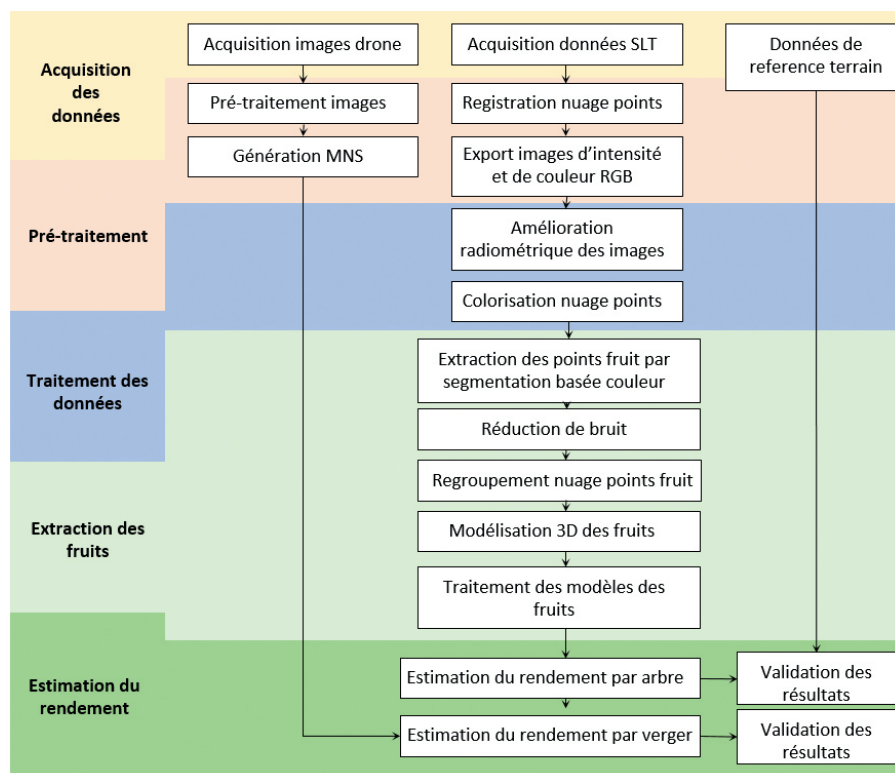 Acquisition
des
données
Pré-traitement
Traitement des
données
Extraction des
fruits
Estimation du
rendement
Acquisition images drone
Pré-traitement images
Génération MNS
Acquisition données SLT
Registration nuage points
Export images d'intensité
et de couleur RGB
Amélioration
radiométrique des images
Colorisation nuage points
Extraction des points fruit par
segmentation basée couleur
Réduction de bruit
Regroupement nuage points fruit
Modélisation 3D des fruits
Traitement des modèles des
fruits
Estimation du rendement par arbre
Estimation du rendement par verger
Données de
reference terrain
Validation des
résultats
Validation des
résultats